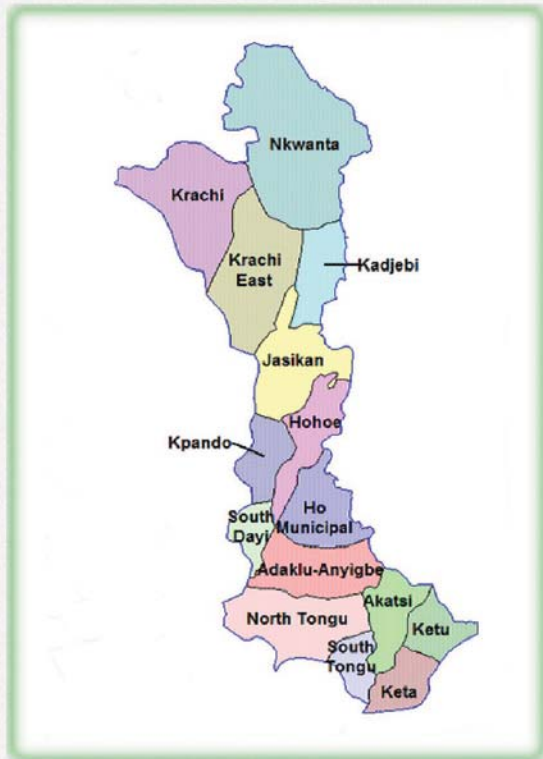 Nkwanta
Krachi
Krachi
East
Kadjebi
Jasikan
Hohoe
Kpando
Ho
Municipal
South
Dayi
Adaklu-Anyigbe
Akatsi
North Tongu
Ketu
South
Tongu
Keta